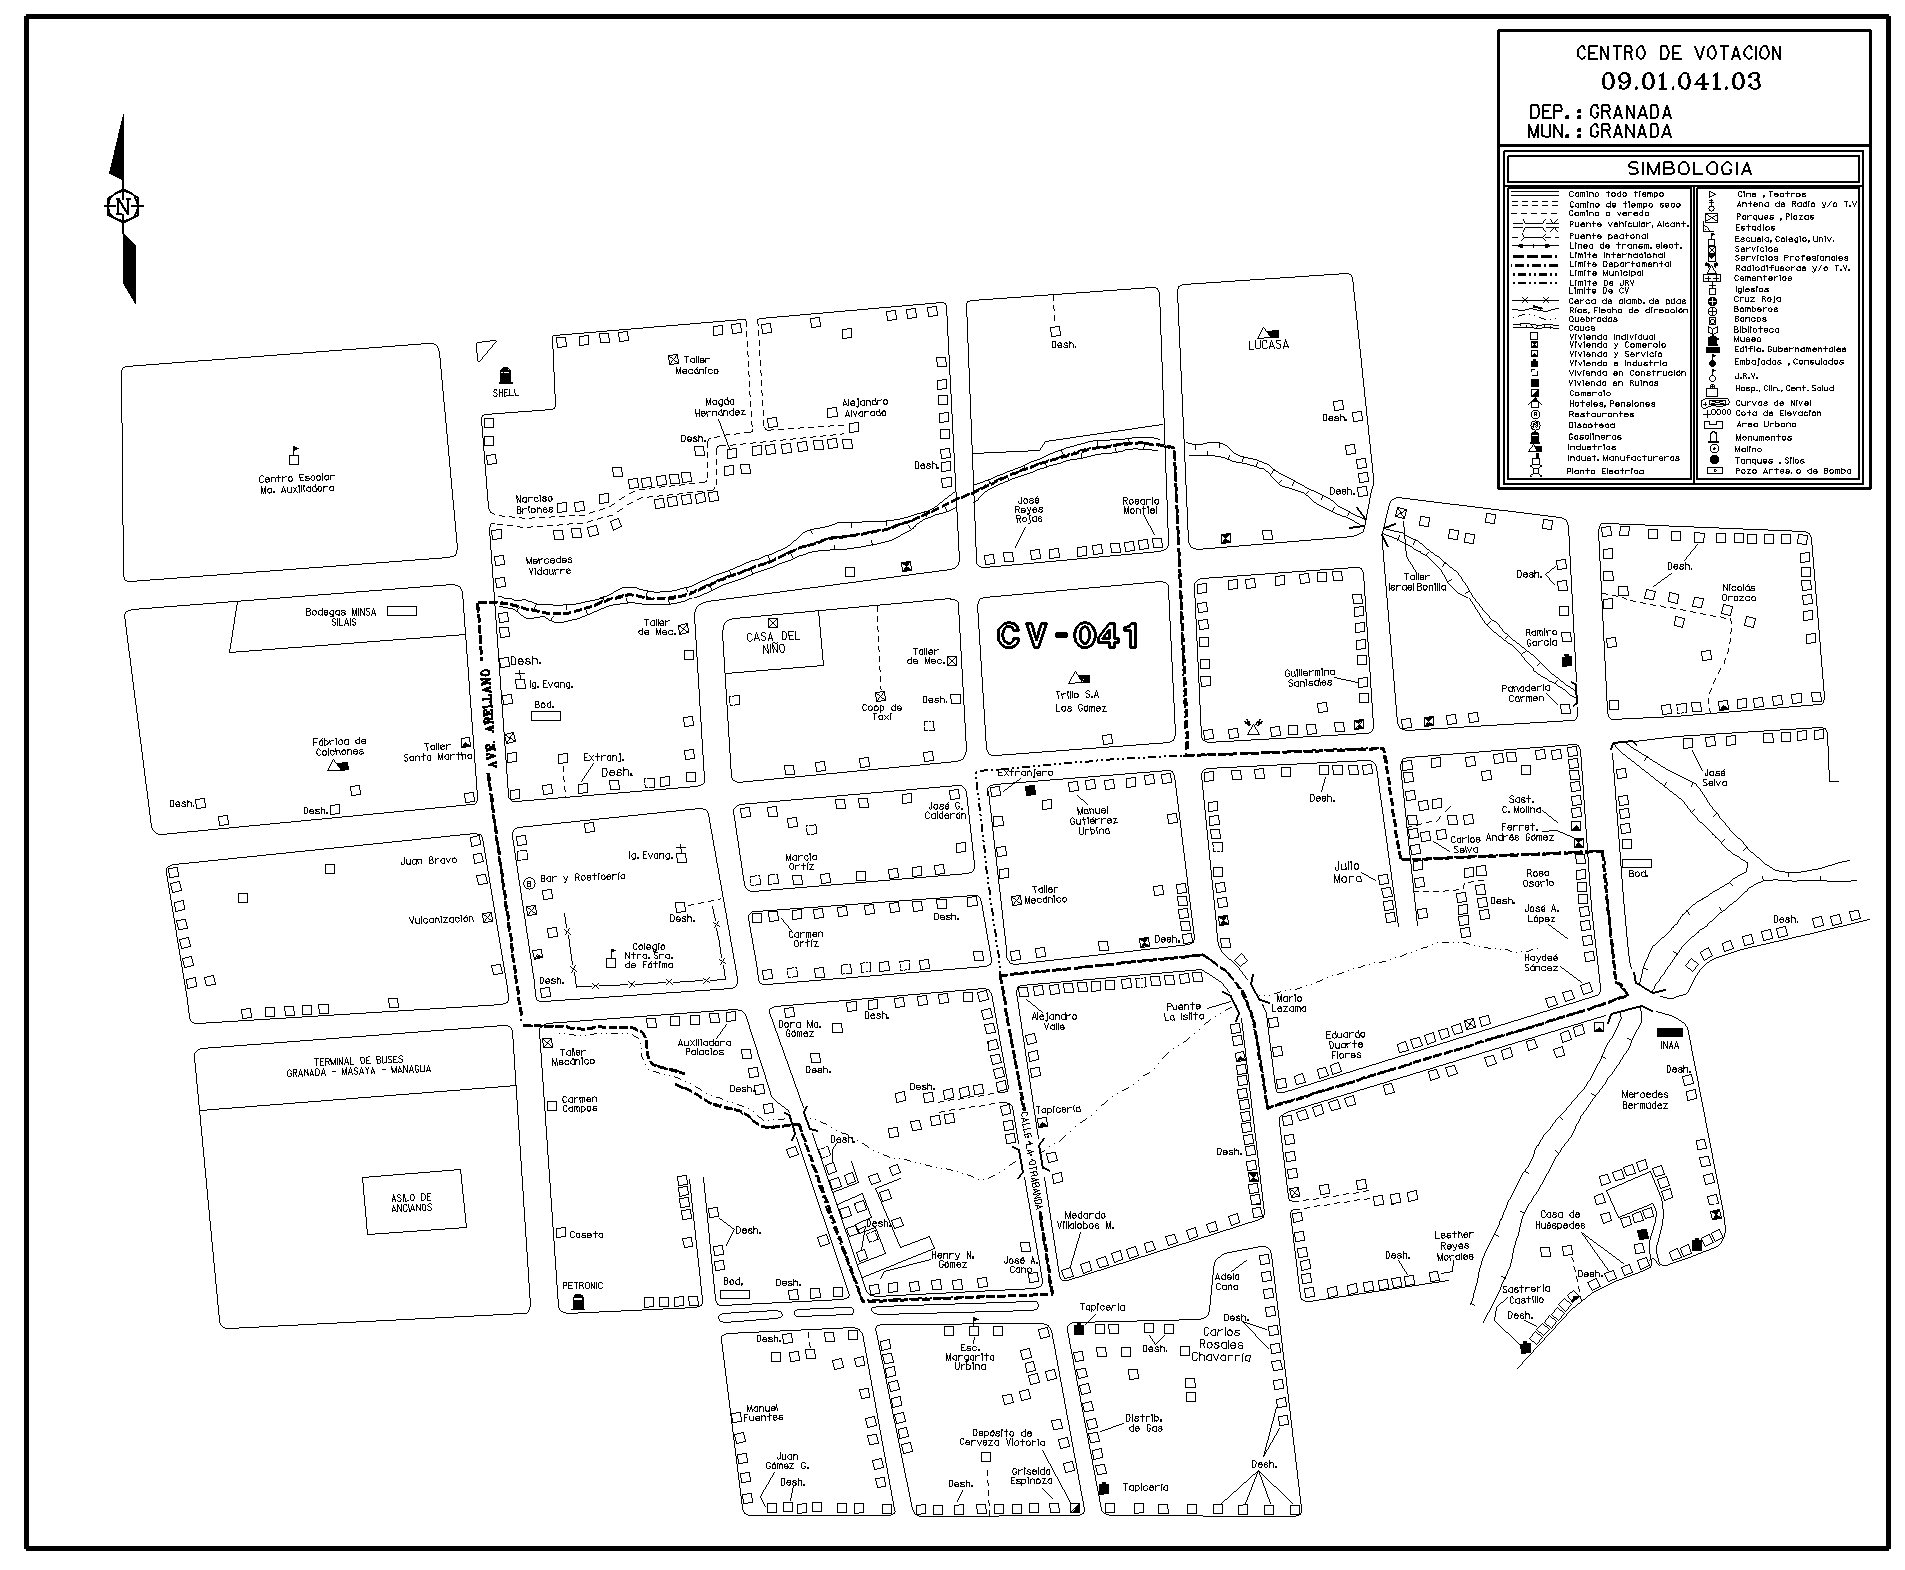 CENTRO DE VOTACION
09.01.041.03
DEP. : GRANADA
MUN. : GRANADA
SIMBOLOGIA
Camino todo tiempo
Camino de tiempo seco
Camino o vereda
Puente vehicular, Alcant.
Puente peatonal
Linea de transm. elect.
Limite Internacional
Limite Departamental
Limite Municipal
Limite De JRV
Limite De CV
Cerca de alamb. de puas
Rios, Flecha de dirección
Quebradas
Cauce
Vivienda Individual
Vivienda y Comercio
Vivienda y Servicio
Vivienda e Industria
Vivienda en Construción
Vivienda en Ruinas
Comercio
Hoteles, Pensiones
Restaurantes
Discoteca
Gasolineras
Industrias
Indust. Manufactureras
Planta Electrica
Cine , Teatros
Antena de Radio y/o T.V
Parques , Plazas
Estadios
Escuela, Colegio, Univ.
Servicios
Servicios Profesionales
Radiodifusoras y/o T.V.
Cementerios
Iglesias
Cruz Roja
Bomberos
Bancos
Biblioteca
Museo
Edific. Gubernamentales
Embajadas , Consulados
J.R.V.
Hosp., Clin., Cent. Salud
Curvas de Nivel
Cota de Elevacion
Area Urbana
Monumentos
Molino
Tanques , Silos
Pozo Artes. o de Bomba
N
SHELL
Taller
Mecánico
Magda
Hernández
Alejandro
Alvarado
Desh.
Desh.
Desh.
LUCASA
Desh.
Desh.
Centro Escolar
Ma. Auxiliadora
Narciso
Briones
José
Reyes
Rojas
Rosario
Montiel
Mercedes
Vidaurre
Taller
Israel Bonilla
Desh.
Desh.
Nicolás
Orozco
Ramiro
García
Bodegas MINSA
SILAIS
Taller
de Mec.
CASA DEL
NIÑO
Taller
de Mec.
CV-041
Desh.
Ig. Evang.
Bod.
Desh.
Coop de
Taxi
Trillo S.A
Los Gómez
Guillermina
Sanisdes
Panadería
Carmen
AVE. ARELLANO
Fábrica de
Colchones
Taller
Santa Martha
Extranj.
Desh.
Desh.
Desh.
Extranjero
José G.
Calderón
Manuel
Gutiérrez
Urbina
Desh.
Sast.
C. Molina
Ferret.
Andrés Gómez
Carlos
Selva
José
Selva
Juan Bravo
Ig. Evang.
Bar y Rosticería
Marcia
Ortíz
Julio
Mora
Rosa
Osorio
Bod.
Vulcanización
Desh.
Desh.
Carmen
Ortíz
Taller
Mecánico
Desh.
José A.
López
Desh.
Colegio
Ntra. Sra.
de Fátima
Desh.
Desh.
Haydeé
Sáncez
Dora Ma.
Gómez
Desh.
Alejandro
Valle
Puente
La Islita
Mario
Lezama
Taller
Mecánico
Auxiliadora
Palacios
Eduardo
Duarte
Flores
INAA
TERMINAL DE BUSES
GRANADA - MASAYA - MANAGUA
Desh.
Desh.
Desh.
Desh.
Mercedes
Bermúdez
Carmen
Campos
Tapicería
CALLE LA OTRABANDA
Desh.
Desh.
ASILO DE
ANCIANOS
Caseta
Desh.
Desh.
Medardo
Villalobos M.
Casa de
Huéspedes
Lesther
Reyes
Morales
Desh.
Desh.
PETRONIC
Bod.
Desh.
Henry N.
Gómez
José A.
Cano
Adela
Cano
Sastrería
Castillo
Desh.
Tapicería
Desh.
Desh.
Esc.
Margarita
Urbina
Desh.
Carlos
Rosales
Chavarría
Manuel
Fuentes
Distrib.
de Gas
Depósito de
Cerveza Victoria
Juan
Gómez G.
Desh.
Griselda
Espinoza
Desh.
Desh.
Tapicería